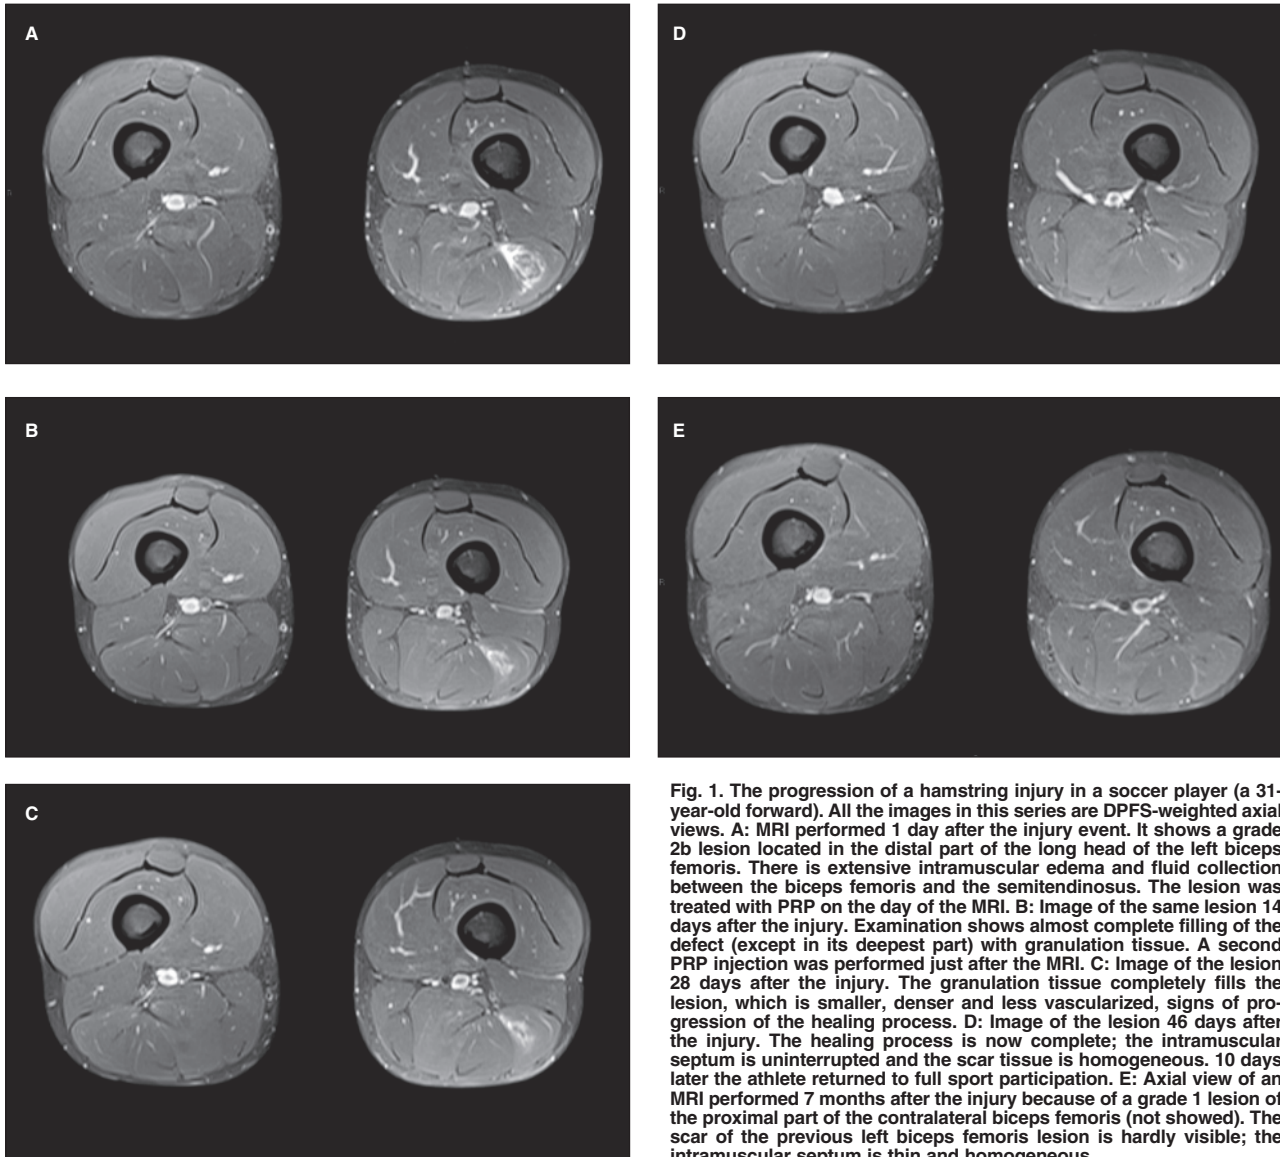 A
D
B
E
C
Fig. 1. The progression of a hamstring injury in a soccer player (a 31-
year-old forward). All the images in this series are DPFS-weighted axial
views. A: MRI performed 1 day after the injury event. It shows a grade
2b lesion located in the distal part of the long head of the left biceps
femoris. There is extensive intramuscular edema and fluid collection
between the biceps femoris and the semitendinosus. The lesion was
treated with PRP on the day of the MRI. B: Image of the same lesion 14
days after the injury. Examination shows almost complete filling of the
defect (except in its deepest part) with granulation tissue. A second
PRP injection was performed just after the MRI. C: Image of the lesion
28 days after the injury. The granulation tissue completely fills the
lesion, which is smaller, denser and less vascularized, signs of pro-
gression of the healing process. D: Image of the lesion 46 days after
the injury. The healing process is now complete; the intramuscular
septum is uninterrupted and the scar tissue is homogeneous. 10 days
later the athlete returned to full sport participation. E: Axial view of an
MRI performed 7 months after the injury because of a grade 1 lesion of
the proximal part of the contralateral biceps femoris (not showed). The
scar of the previous left biceps femoris lesion is hardly visible; the
intramuscular septum is thin and homogeneous.